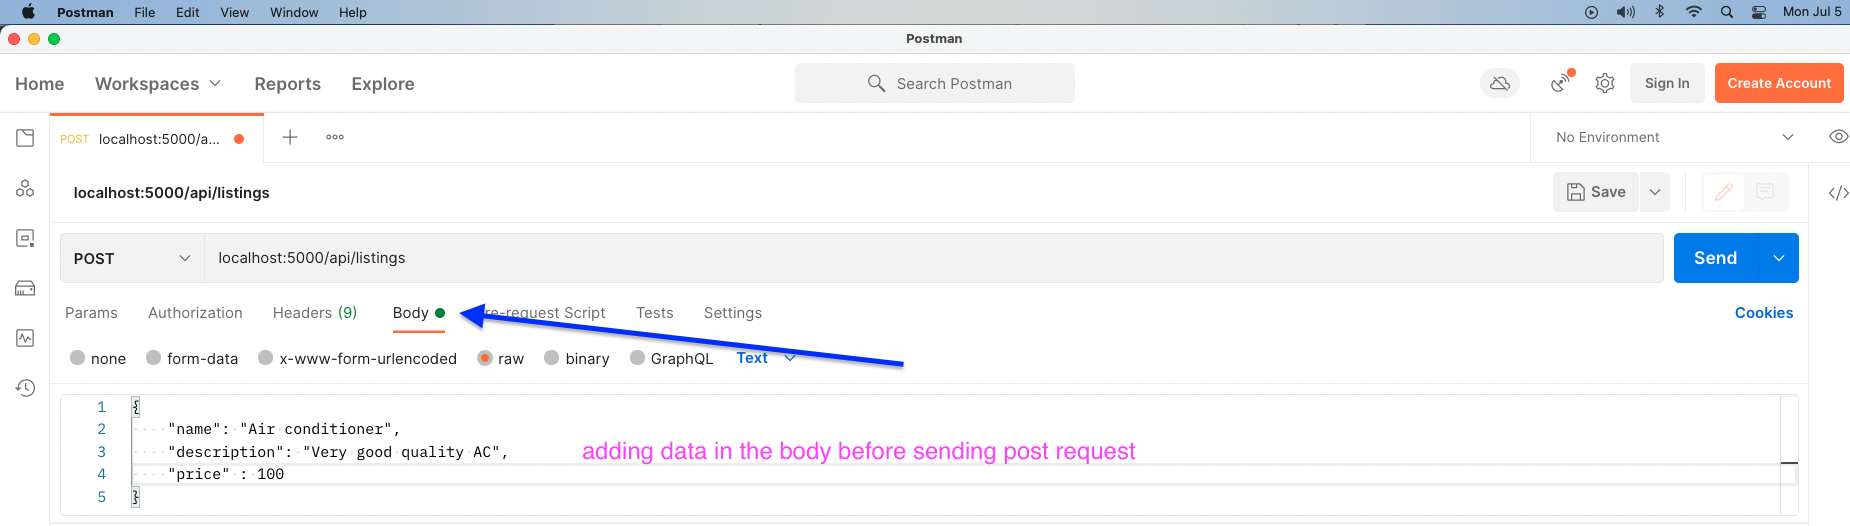 Postman File Edit View Window Help Mon Jul 5
Postman
Home Workspaces Reports Explore Search Postman Sign In Create Account
POST localhost:5000/a... No Environment
localhost:5000/api/listings Save
POST localhost:5000/api/listings Send
Params Authorization Headers (9) Body re-request Script Tests Settings Cookies
none form-data x-www-form-urlencoded raw binary GraphQL Text
1 {
2 "name": "Air conditioner",
3 "description": "Very good quality AC", adding data in the body before sending post request
4 "price" : 100
5 }